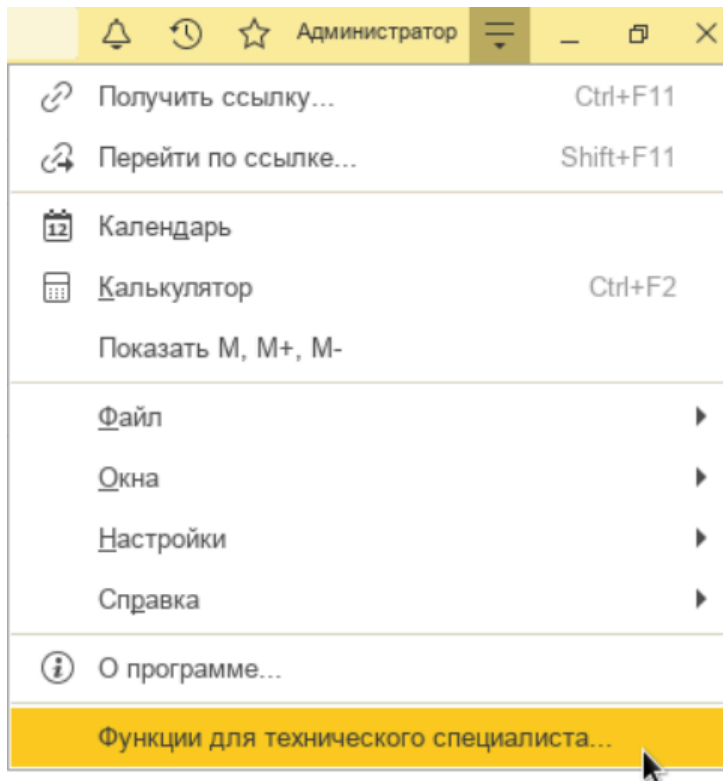 Администратор
Получить ссылку... Ctrl+F11
Перейти по ссылке... Shift+F11
12 Календарь
Калькулятор Ctrl+F2
Показать M, M+, M-
Файл
Окна
Настройки
Справка
О программе...
Функции для технического специалиста...